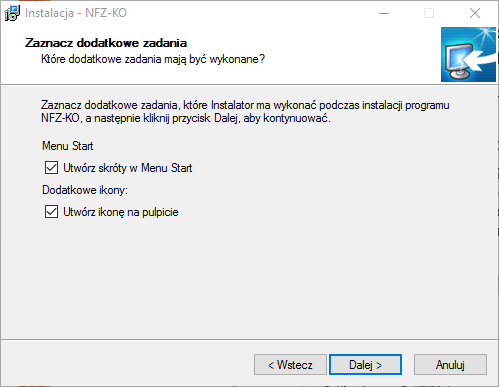 Instalacja - NFZ-KO
Zaznacz dodatkowe zadania
Które dodatkowe zadania mają być wykonane?
Zaznacz dodatkowe zadania, które Instalator ma wykonać podczas instalacji programu
NFZ-KO, a następnie kliknij przycisk Dalej, aby kontynuować.
Menu Start
Utwórz skróty w Menu Start
Dodatkowe ikony:
Utwórz ikonę na pulpicie
< Wstecz
Dalej >
Anuluj